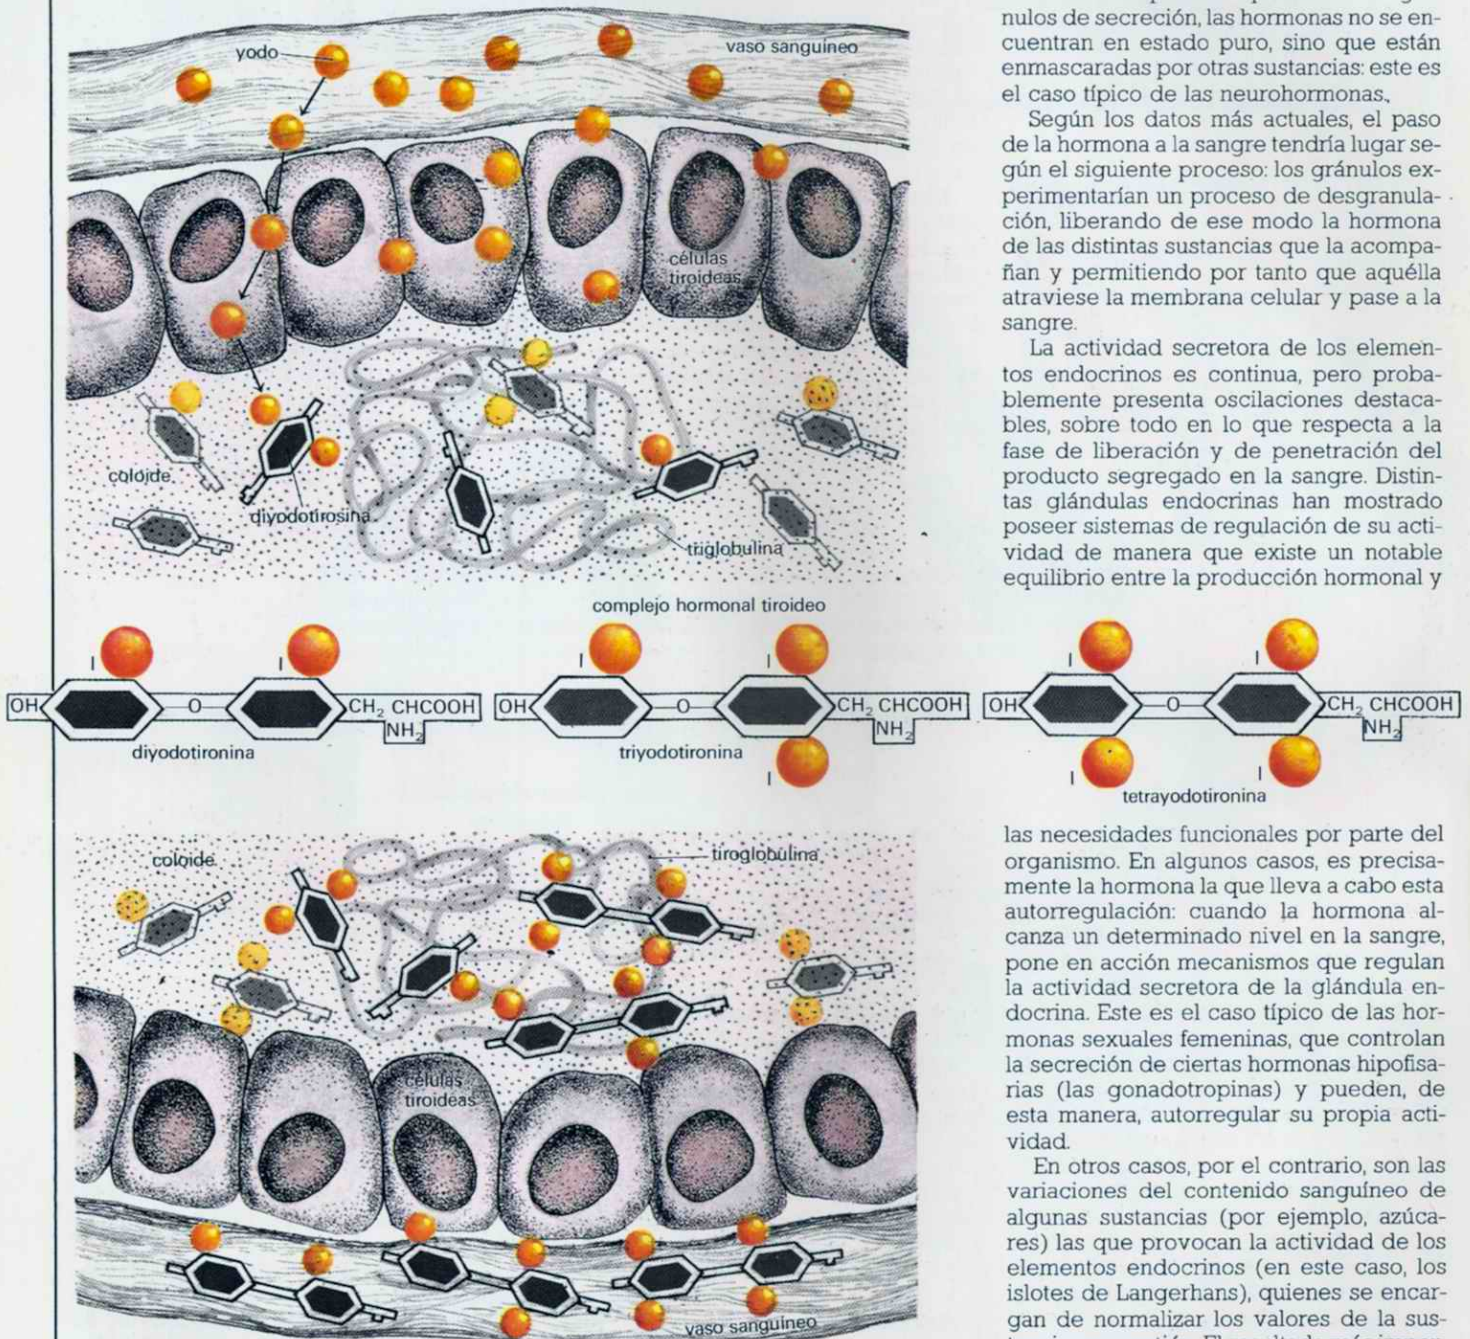 nulos de secreción, las hormonas no se en-
cuentran en estado puro, sino que están
enmascaradas por otras sustancias: este es
el caso típico de las neurohormonas.
Según los datos más actuales, el paso
de la hormona a la sangre tendría lugar se-
gún el siguiente proceso: los gránulos ex-
perimentarían un proceso de desgranula-
ción, liberando de ese modo la hormona
de las distintas sustancias que la acompa-
ñan y permitiendo por tanto que aquélla
atraviese la membrana celular y pase a la
sangre.
La actividad secretora de los elemen-
tos endocrinos es continua, pero proba-
blemente presenta oscilaciones destaca-
bles, sobre todo en lo que respecta a la
fase de liberación y de penetración del
producto segregado en la sangre. Distin-
tas glándulas endocrinas han mostrado
poseer sistemas de regulación de su acti-
vidad de manera que existe un notable
equilibrio entre la producción hormonal y
yodo
vaso sanguíneo
células
tiroideas
coloide
diyodotirosina
triglobulina
complejo hormonal tiroideo
I I
OH O CH₂ CHCOOH
NH₂
diyodotironina
I I
OH O CH₂ CHCOOH
NH₂
triyodotironina
I
I I
OH O CH₂ CHCOOH
NH₂
I I
tetrayodotironina
coloide
tiroglobulina
células
tiroideas
vaso sanguíneo
las necesidades funcionales por parte del
organismo. En algunos casos, es precisa-
mente la hormona la que lleva a cabo esta
autorregulación: cuando la hormona al-
canza un determinado nivel en la sangre,
pone en acción mecanismos que regulan
la actividad secretora de la glándula en-
docrina. Este es el caso típico de las hor-
monas sexuales femeninas, que controlan
la secreción de ciertas hormonas hipofisa-
rias (las gonadotropinas) y pueden, de
esta manera, autorregular su propia acti-
vidad.
En otros casos, por el contrario, son las
variaciones del contenido sanguíneo de
algunas sustancias (por ejemplo, azúca-
res) las que provocan la actividad de los
elementos endocrinos (en este caso, los
islotes de Langerhans), quienes se encar-
gan de normalizar los valores de la sus-